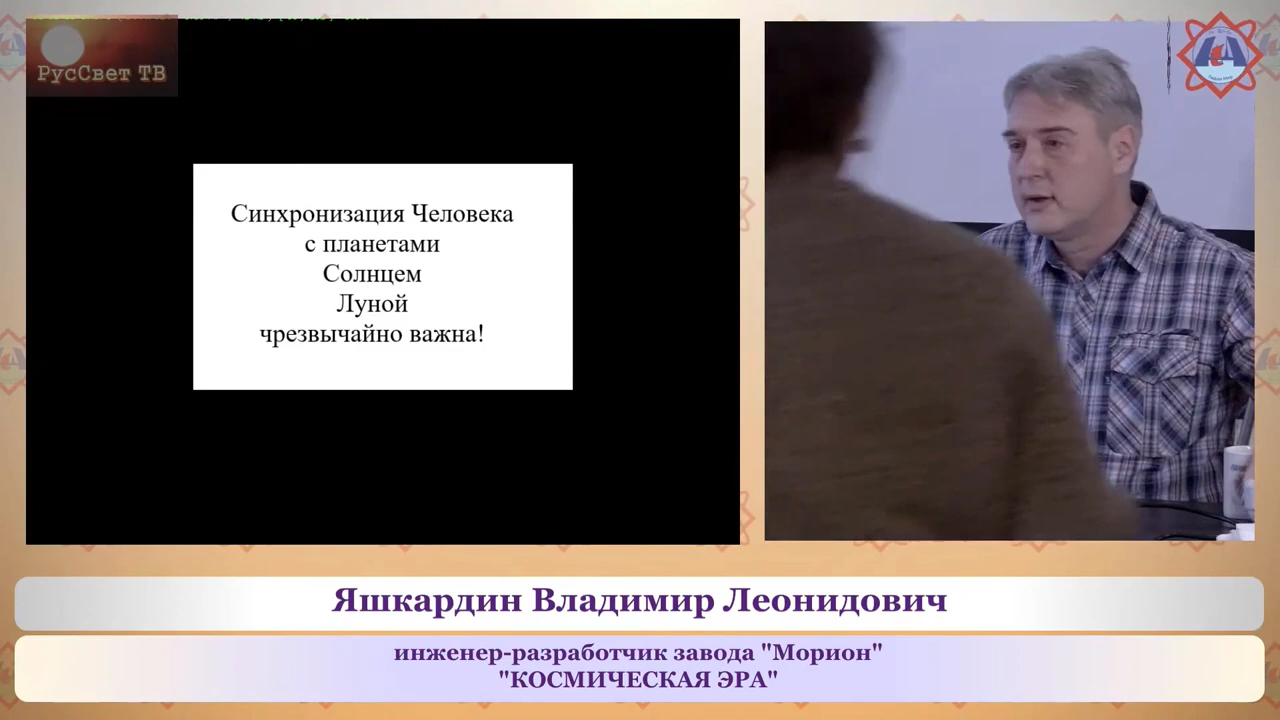 РусСвет ТВ
Синхронизация Человека
с планетами
Солнцем
Луной
чрезвычайно важна!
Яшкардин Владимир Леонидович
инженер-разработчик завода "Морион"
"КОСМИЧЕСКАЯ ЭРА"